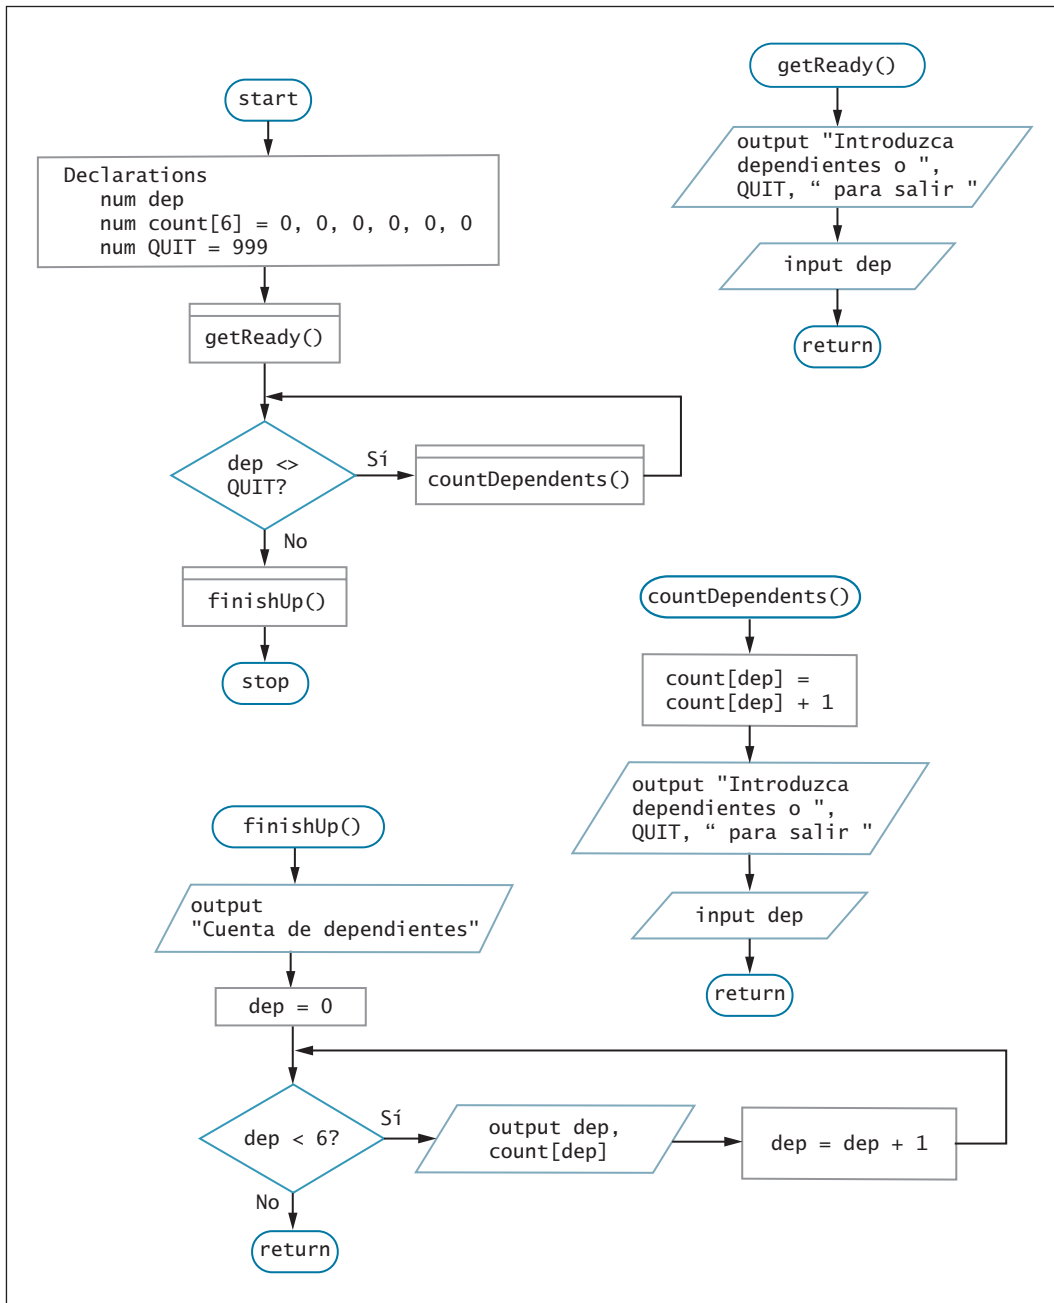 start
Declarations
num dep
num count[6] = 0, 0, 0, 0, 0, 0
num QUIT = 999
getReady()
dep <>
QUIT?
Sí
countDependents()
No
finishUp()
stop
getReady()
output "Introduzca
dependientes o ",
QUIT, “ para salir "
input dep
return
countDependents()
count[dep] =
count[dep] + 1
output "Introduzca
dependientes o ",
QUIT, “ para salir "
input dep
return
finishUp()
output
"Cuenta de dependientes"
dep = 0
dep < 6?
Sí
output dep,
count[dep]
dep = dep + 1
No
return